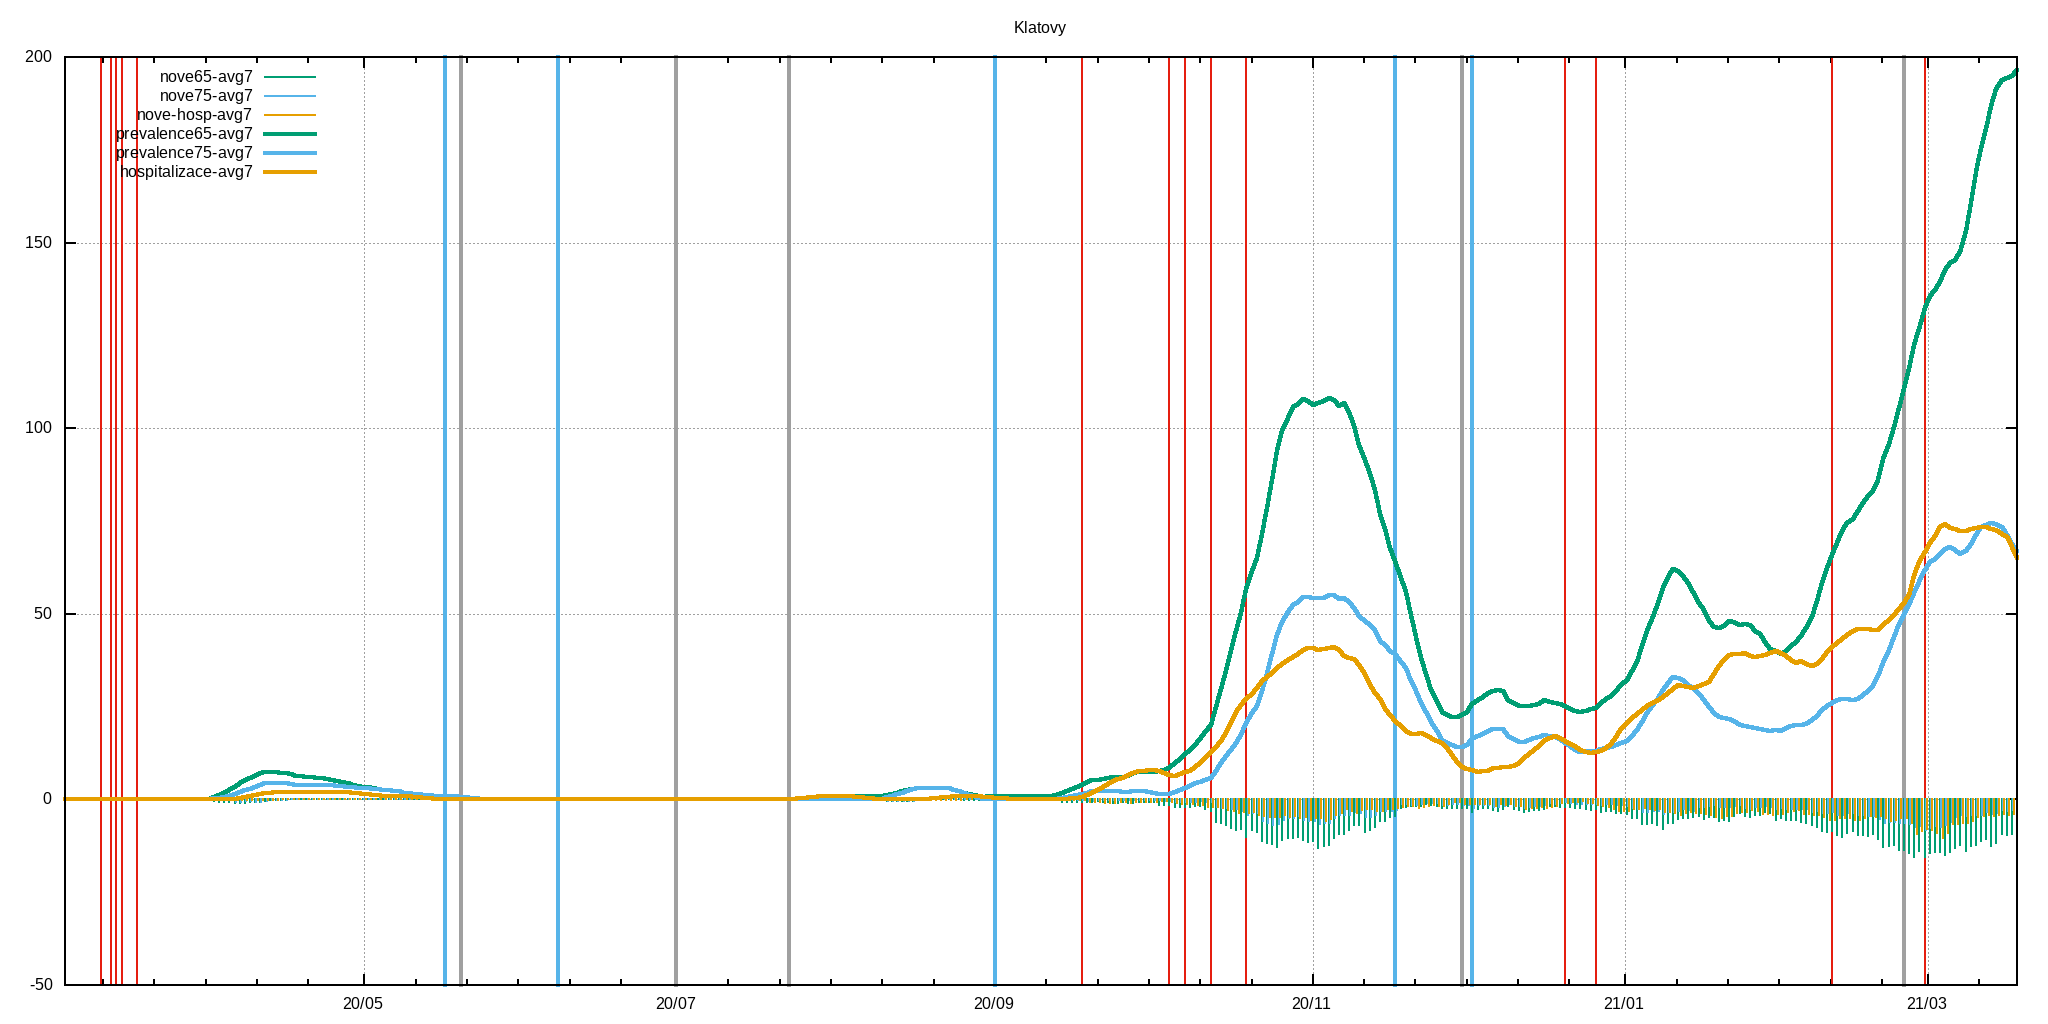 Klatovy
200
150
100
50
0
-50
nove65-avg7
nove75-avg7
nove-hosp-avg7
prevalence65-avg7
prevalence75-avg7
hospitalizace-avg7
20/05
20/07
20/09
20/11
21/01
21/03